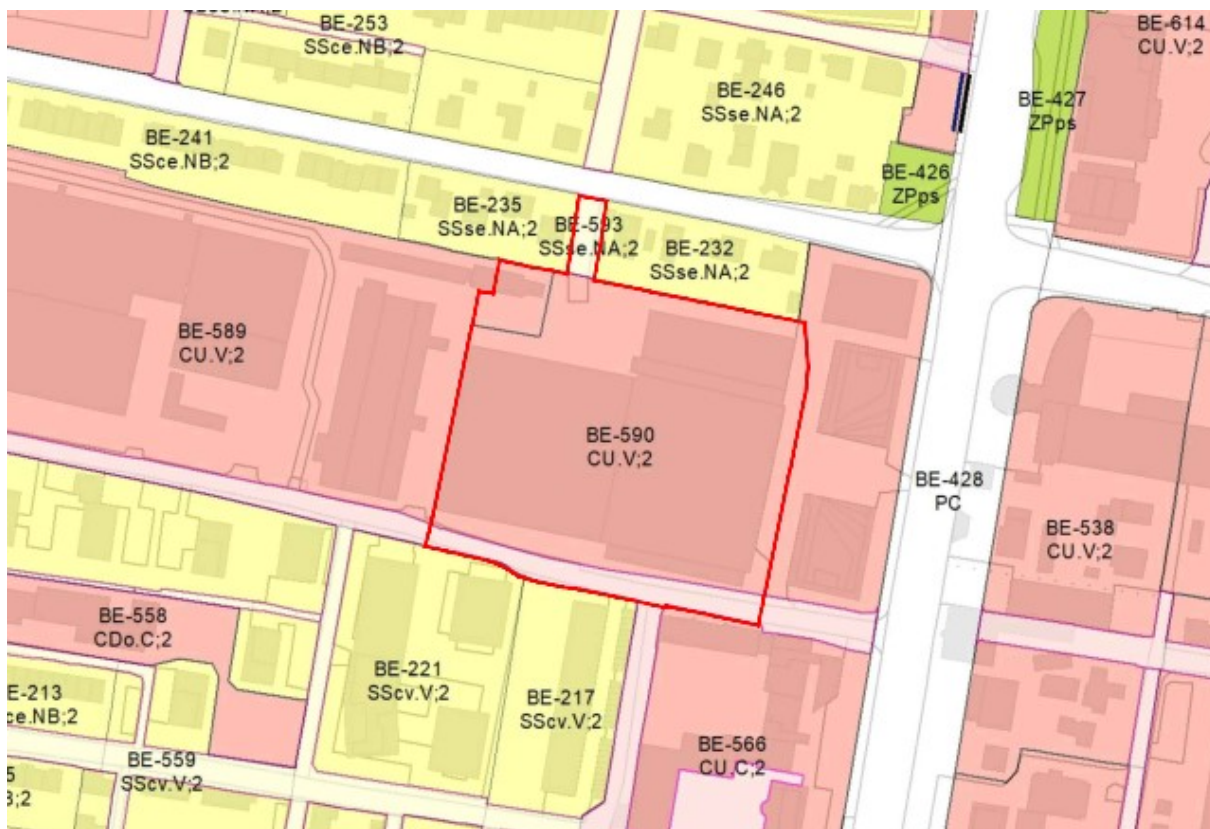 BE-253
SSce.NB;2
BE-614
CU.V;2
BE-246
SSse.NA;2
BE-427
ZPps
BE-241
SSce.NB;2
BE-426
ZPps
BE-235
SSse.NA;2
BE-593
SSse.NA;2
BE-232
SSse.NA;2
BE-589
CU.V;2
BE-590
CU.V;2
BE-428
PC
BE-538
CU.V;2
BE-558
CDo.C;2
BE-221
SScv.V;2
BE-217
SScv.V;2
E-213
ce.NB;2
BE-566
CU.C;2
BE-559
SScv.V;2
5
B;2